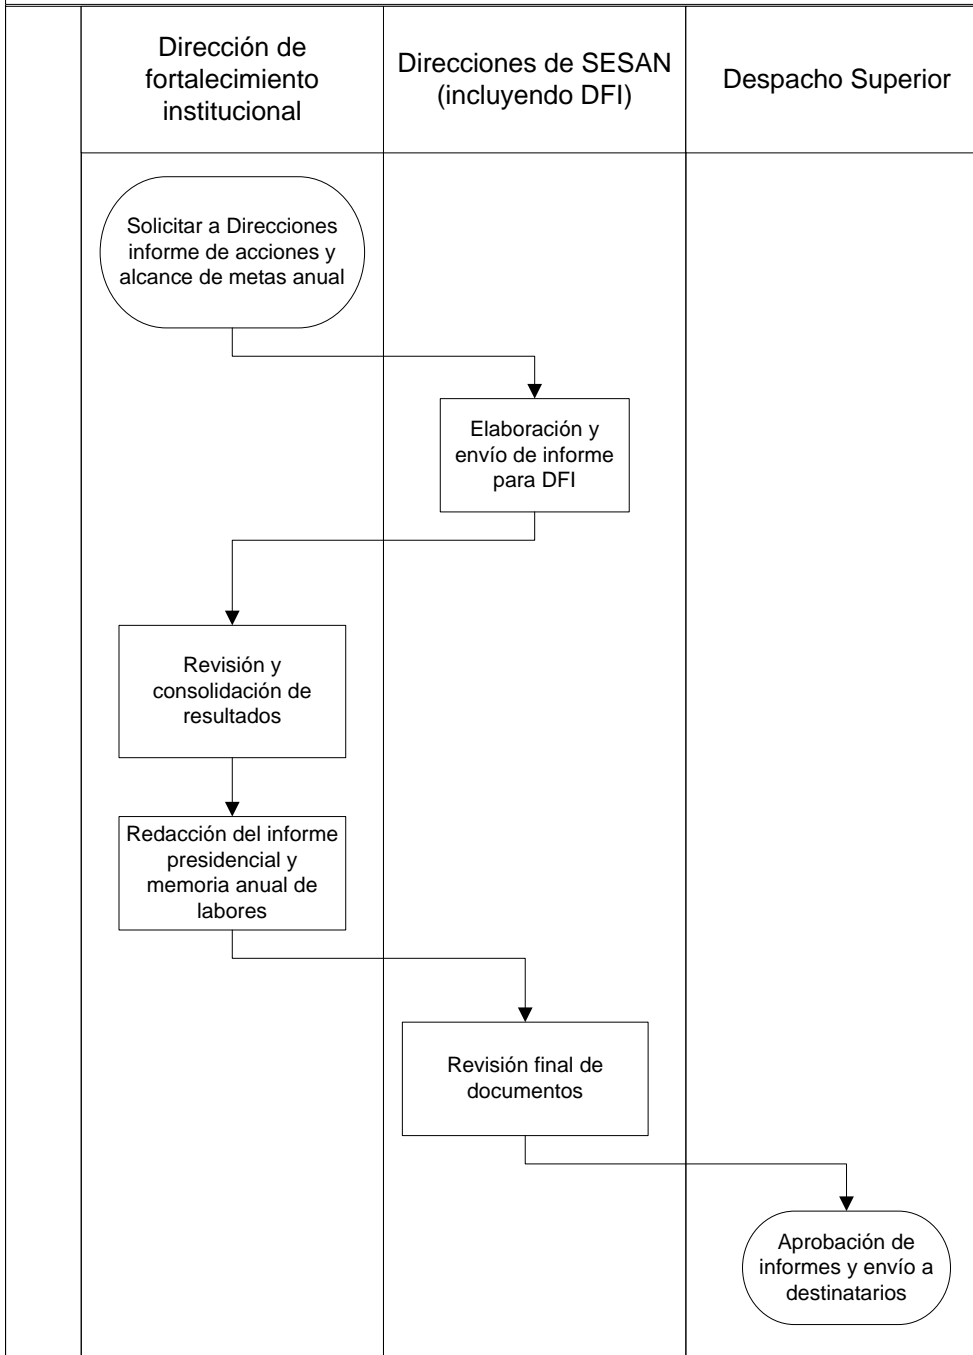 Dirección de
fortalecimiento
institucional
Direcciones de SESAN
(incluyendo DFI)
Despacho Superior
Solicitar a Direcciones
informe de acciones y
alcance de metas anual
Elaboración y
envío de informe
para DFI
Revisión y
consolidación de
resultados
Redacción del informe
presidencial y
memoria anual de
labores
Revisión final de
documentos
Aprobación de
informes y envío a
destinatarios